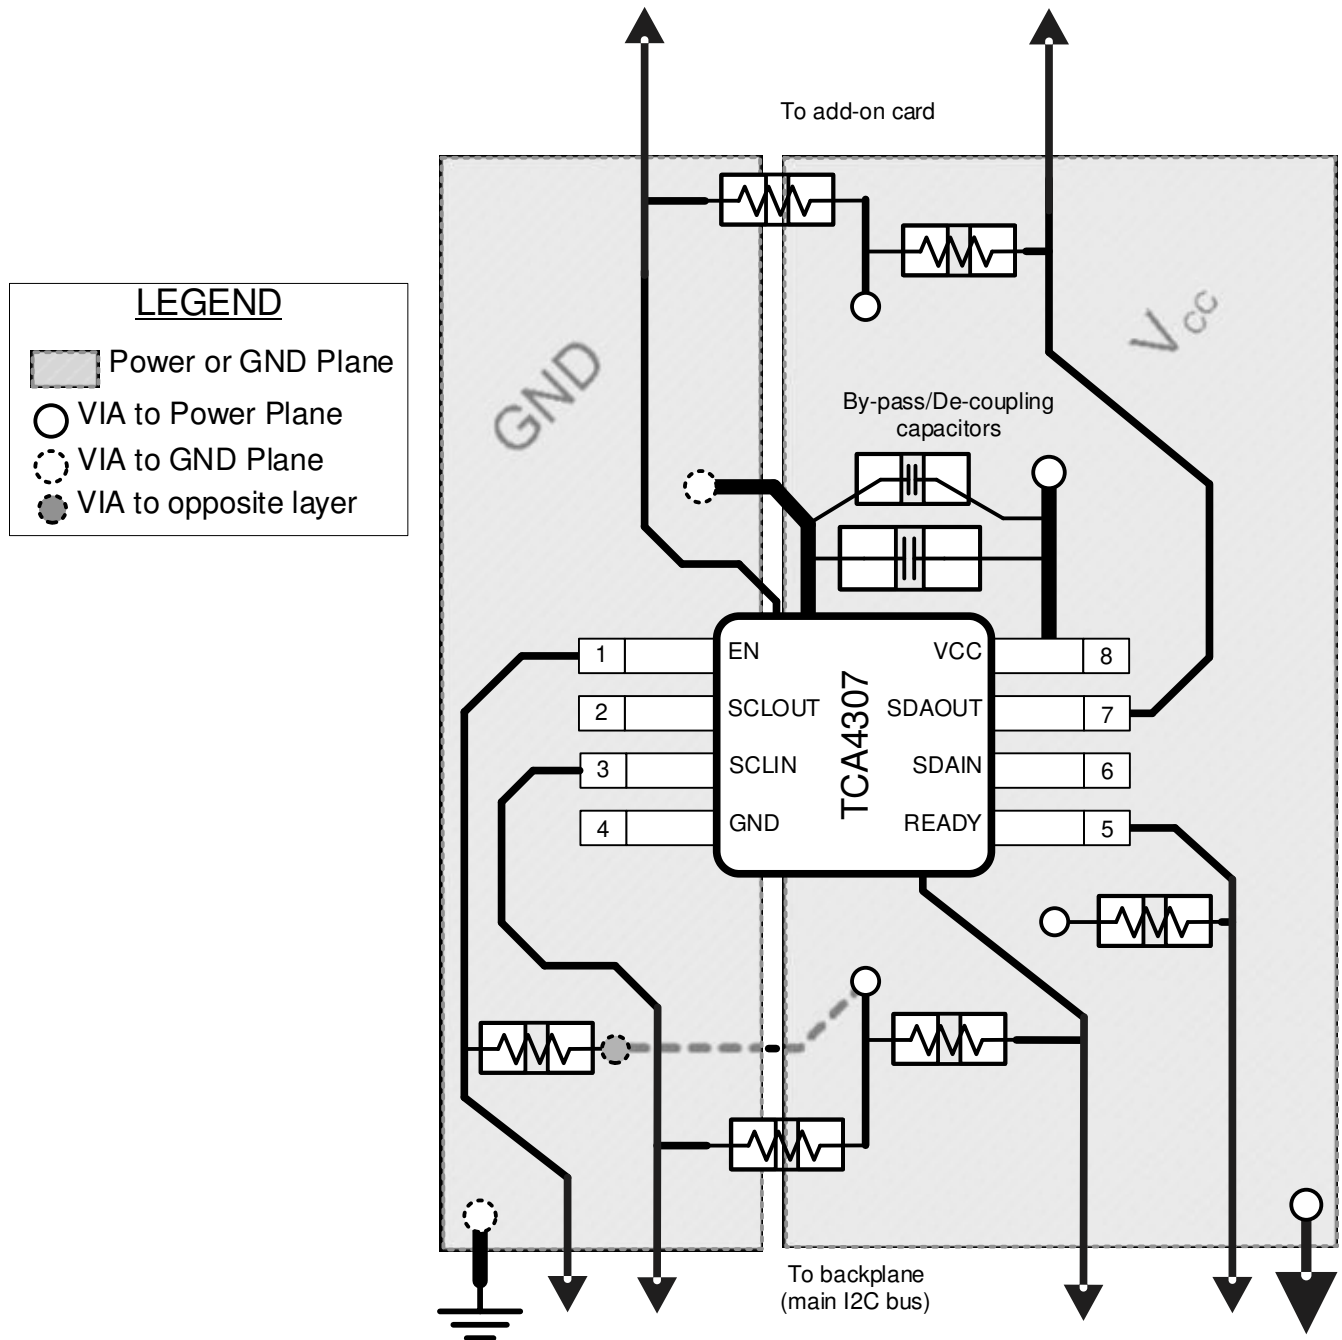 To add-on card
LEGEND
Power or GND Plane
VIA to Power Plane
VIA to GND Plane
VIA to opposite layer
GND
VCC
By-pass/De-coupling
capacitors
1 EN VCC 8
2 SCLOUT SDAOUT 7
3 SCLIN SDAIN 6
4 GND READY 5
TCA4307
To backplane
(main I2C bus)